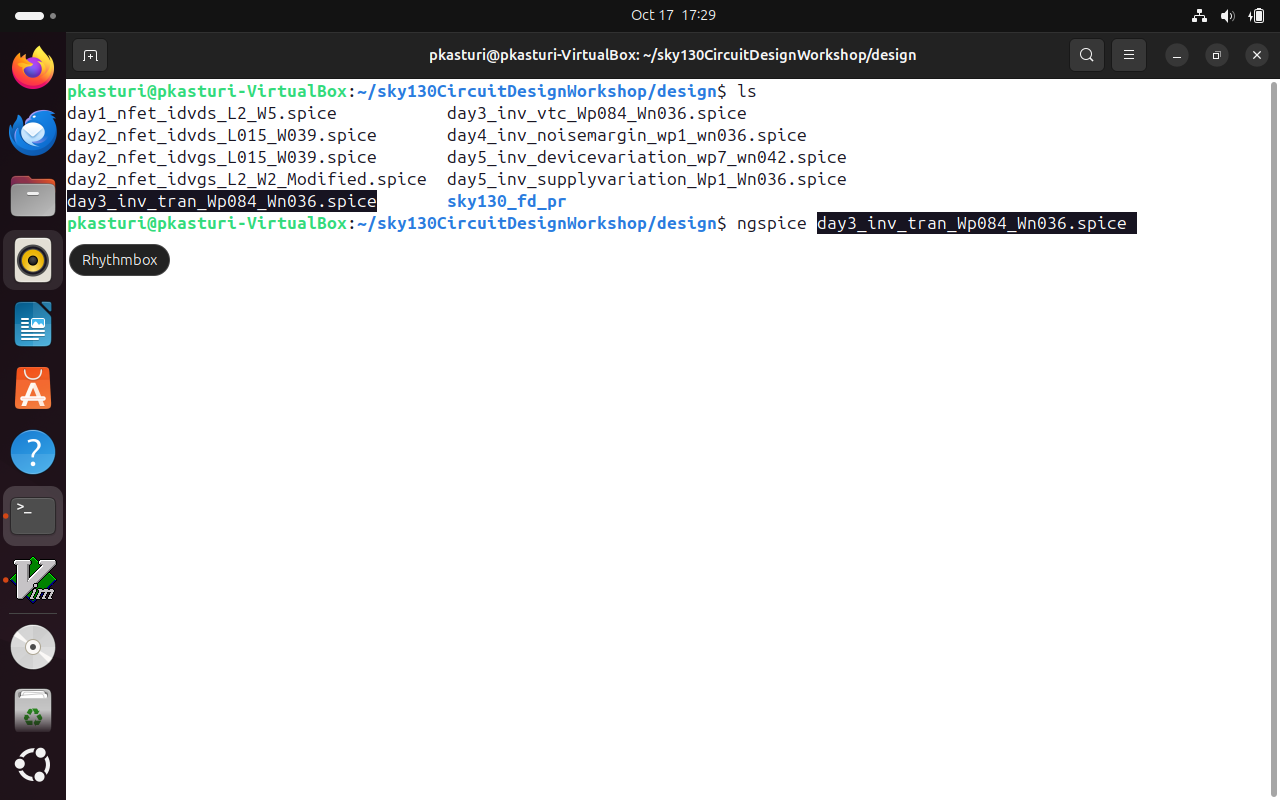 Oct 17 17:29
pkasturi@pkasturi-VirtualBox: ~/sky130CircuitDesignWorkshop/design
pkasturi@pkasturi-VirtualBox:~/sky130CircuitDesignWorkshop/design$ ls
day1_nfet_idvds_L2_W5.spice day3_inv_vtc_Wp084_Wn036.spice
day2_nfet_idvds_L015_W039.spice day4_inv_noisemargin_wp1_wn036.spice
day2_nfet_idvgs_L015_W039.spice day5_inv_devicevariation_wp7_wn042.spice
day2_nfet_idvgs_L2_W2_Modified.spice day5_inv_supplyvariation_Wp1_Wn036.spice
day3_inv_tran_Wp084_Wn036.spice sky130_fd_pr
pkasturi@pkasturi-VirtualBox:~/sky130CircuitDesignWorkshop/design$ ngspice day3_inv_tran_Wp084_Wn036.spice
Rhythmbox
A
?
>_
Vim